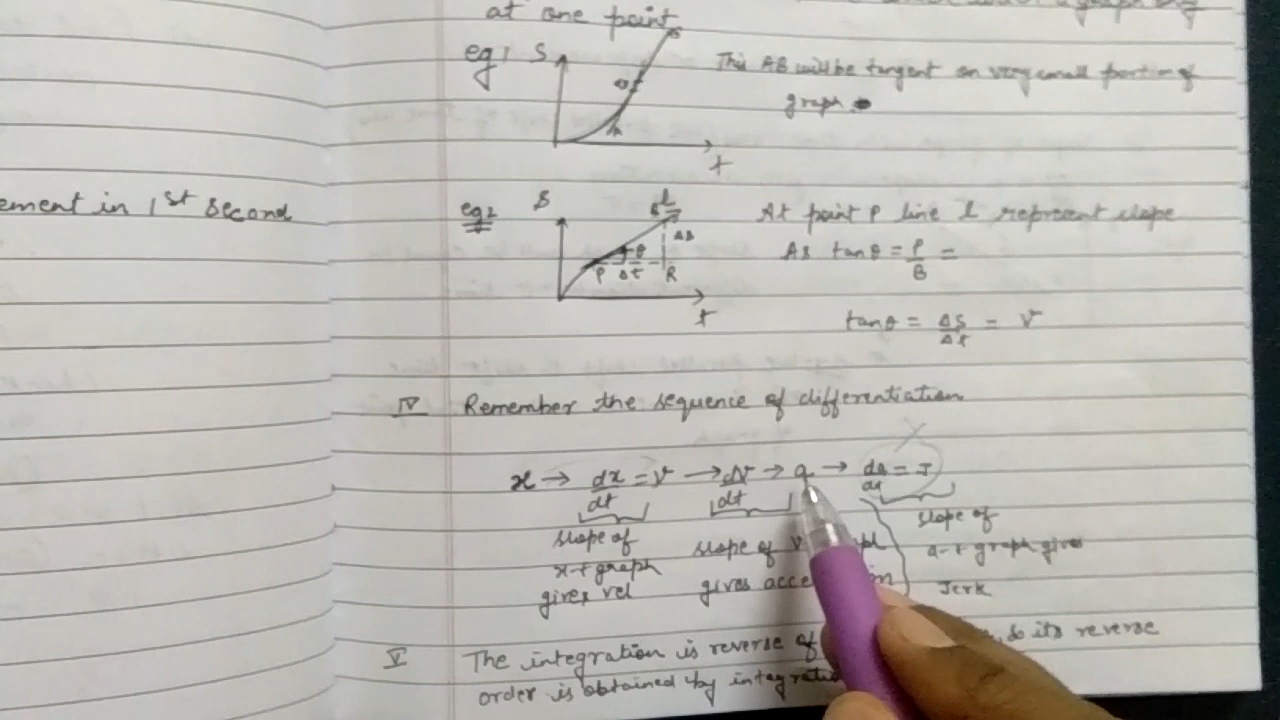 at one point
eg1 S
This AB will be tangent on very small portion of
graph.
t
ement in 1st second
eg2 S
l
Δs
θ
P Δt R
t
At point P line l represent slope
As tanθ = P/B =
tanθ = Δs/Δt = v
IV Remember the sequence of differentiation
x → dx/dt = v → dv/dt → a → da/dt = J
slope of
x-t graph
gives vel
slope of
gives
slope of
a-t graph gives
Jerk
V The integration is reverse of so its reverse
order is obtained by